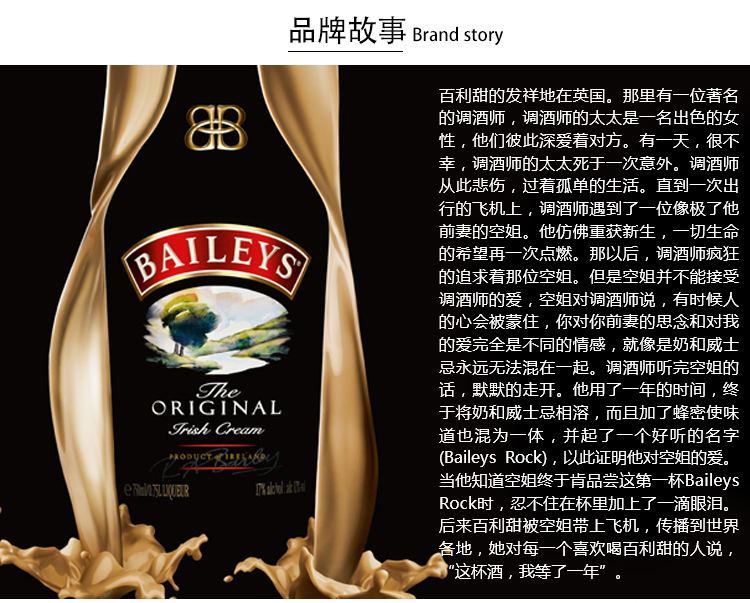 品牌故事 Brand story
BAILEYS®
The
ORIGINAL
Irish Cream
PRODUCT of IRELAND
R A Bailey
℮750ml/0.75L LIQUEUR
17% alc/vol
百利甜的发祥地在英国。那里有一位著名
的调酒师，调酒师的太太是一名出色的女
性，他们彼此深爱着对方。有一天，很不
幸，调酒师的太太死于一次意外。调酒师
从此悲伤，过着孤单的生活。直到一次出
行的飞机上，调酒师遇到了一位像极了他
前妻的空姐。他仿佛重获新生，一切生命
的希望再一次点燃。那以后，调酒师疯狂
的追求着那位空姐。但是空姐并不能接受
调酒师的爱，空姐对调酒师说，有时候人
的心会被蒙住，你对你前妻的思念和对我
的爱完全是不同的情感，就像是奶和威士
忌永远无法混在一起。调酒师听完空姐的
话，默默的走开。他用了一年的时间，终
于将奶和威士忌相溶，而且加了蜂密使味
道也混为一体，并起了一个好听的名字
(Baileys Rock)，以此证明他对空姐的爱。
当他知道空姐终于肯品尝这第一杯Baileys
Rock时，忍不住在杯里加上了一滴眼泪。
后来百利甜被空姐带上飞机，传播到世界
各地，她对每一个喜欢喝百利甜的人说，
“这杯酒，我等了一年”。